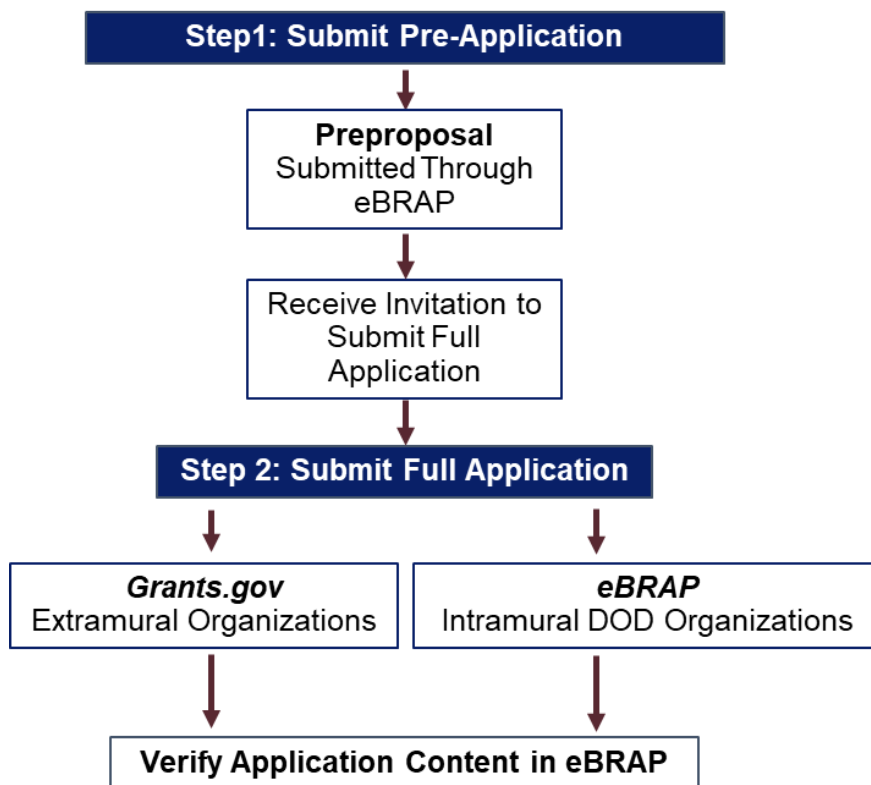 Step1: Submit Pre-Application
Preproposal
Submitted Through
eBRAP
Receive Invitation to
Submit Full
Application
Step 2: Submit Full Application
Grants.gov
Extramural Organizations
eBRAP
Intramural DOD Organizations
Verify Application Content in eBRAP